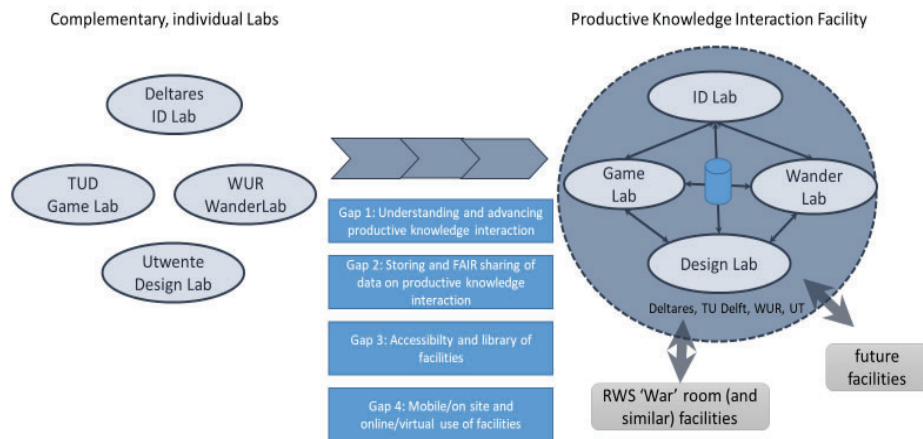 Complementary, individual Labs
Productive Knowledge Interaction Facility
Deltares
ID Lab
TUD
Game Lab
WUR
WanderLab
Utwente
Design Lab
Gap 1: Understanding and advancing
productive knowledge interaction
Gap 2: Storing and FAIR sharing of
data on productive knowledge
interaction
Gap 3: Accessibilty and library of
facilities
Gap 4: Mobile/on site and
online/virtual use of facilities
ID Lab
Game
Lab
Wander
Lab
Design Lab
Deltares, TU Delft, WUR, UT
RWS ‘War’ room (and
similar) facilities
future
facilities